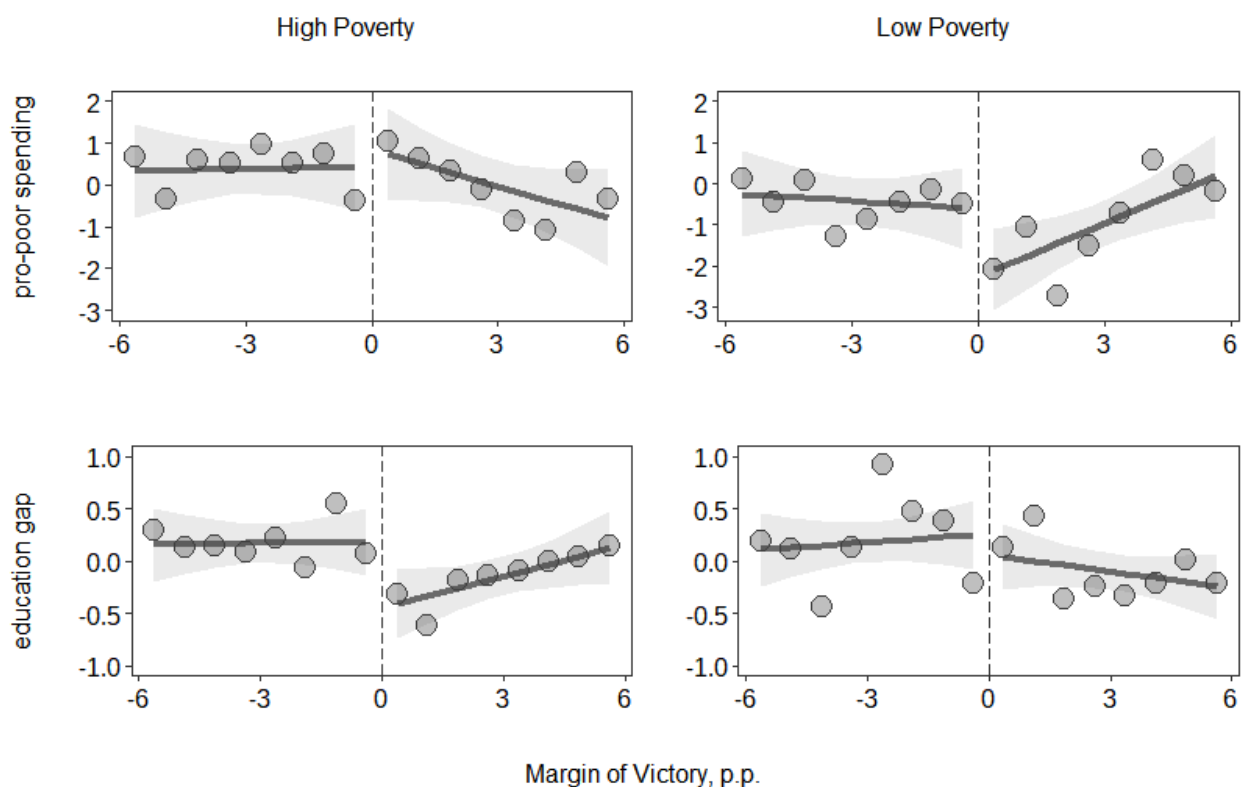 High Poverty Low Poverty
pro-poor spending
2
1
0
-1
-2
-3
-6 -3 0 3 6
2
1
0
-1
-2
-3
-6 -3 0 3 6
education gap
1.0
0.5
0.0
-0.5
-1.0
-6 -3 0 3 6
1.0
0.5
0.0
-0.5
-1.0
-6 -3 0 3 6
Margin of Victory, p.p.